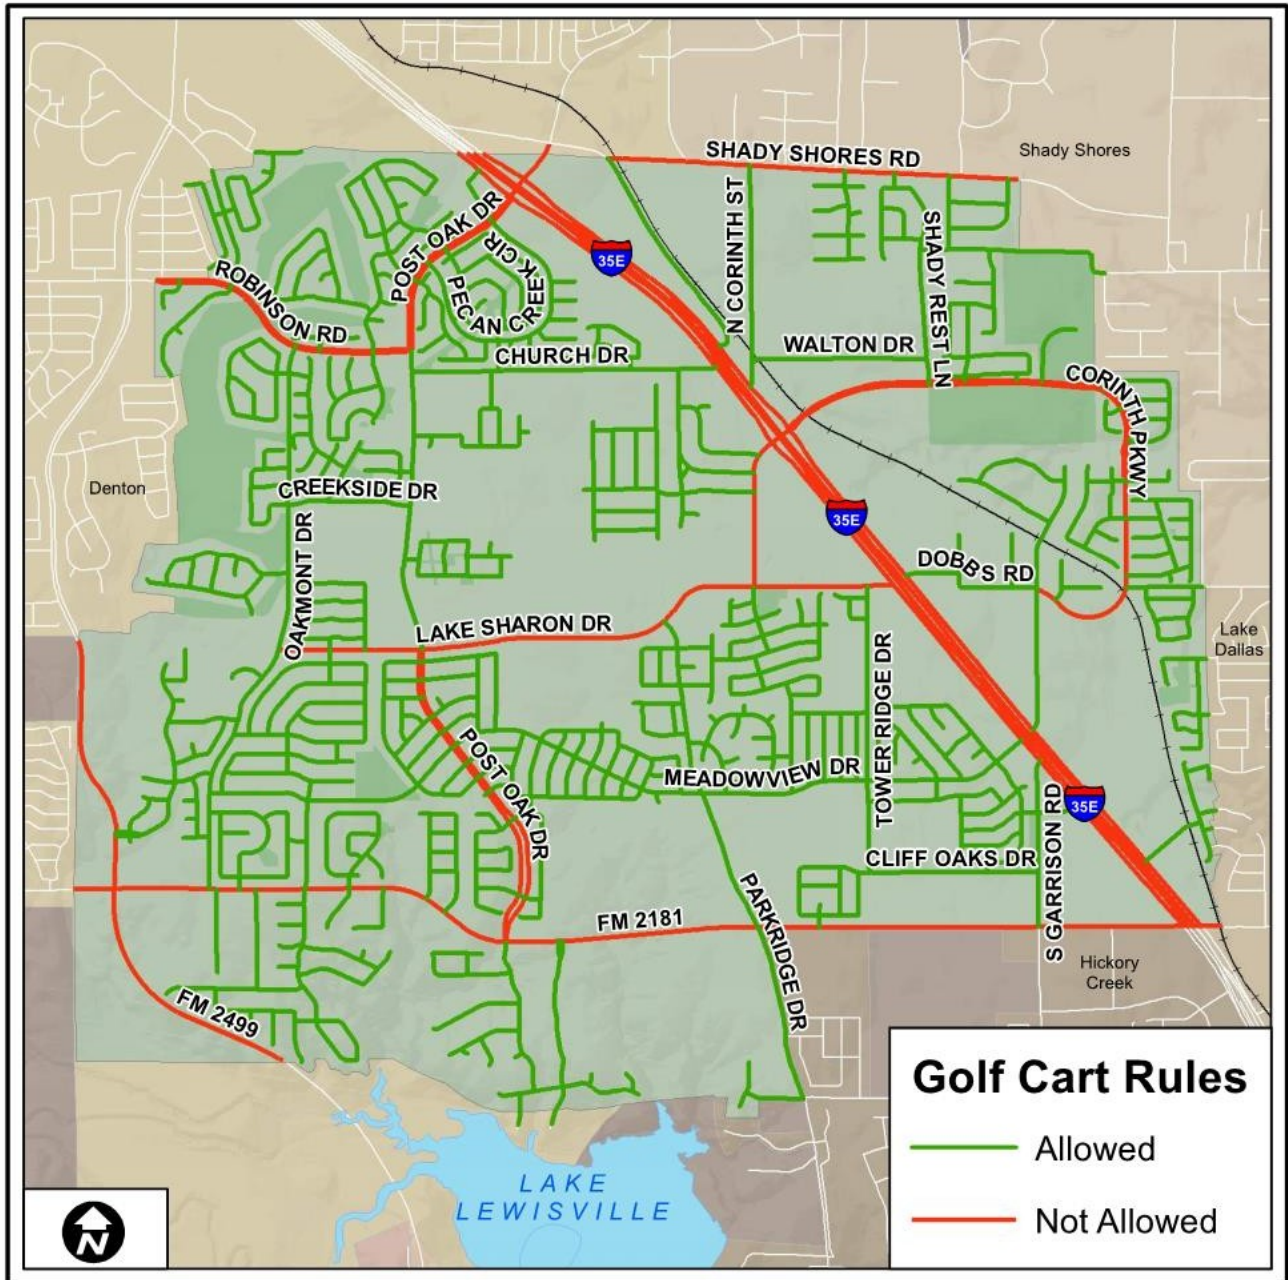 SHADY SHORES RD
Shady Shores
POST OAK DR
PECAN CREEK CIR
35E
N CORINTH ST
SHADY REST LN
ROBINSON RD
CHURCH DR
WALTON DR
CORINTH PKWY
Denton
CREEKSIDE DR
35E
OAKMONT DR
DOBBS RD
LAKE SHARON DR
Lake
Dallas
TOWER RIDGE DR
POST OAK DR
MEADOWVIEW DR
35E
CLIFF OAKS DR
S GARRISON RD
PARKRIDGE DR
FM 2181
Hickory
Creek
FM 2499
LAKE
LEWISVILLE
Golf Cart Rules
Allowed
Not Allowed
N